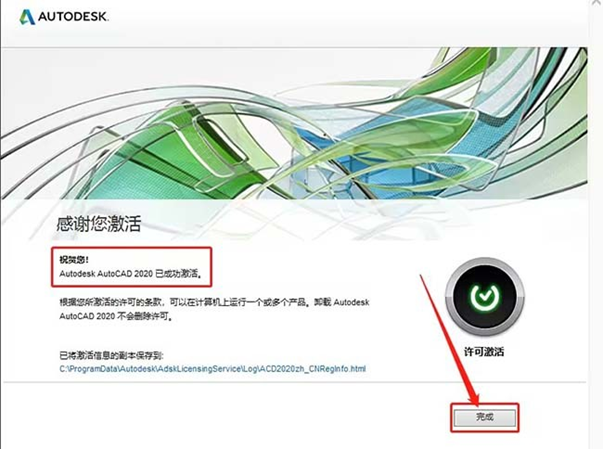 AUTODESK.
感谢您激活
祝贺您!
Autodesk AutoCAD 2020 已成功激活。
根据您所激活的许可的条款，可以在计算机上运行一个或多个产品。卸载 Autodesk
AutoCAD 2020 不会删除许可。
许可激活
已将激活信息的副本保存到:
C:\ProgramData\Autodesk\AdskLicensingService\Log\ACD2020zh_CNRegInfo.html
完成